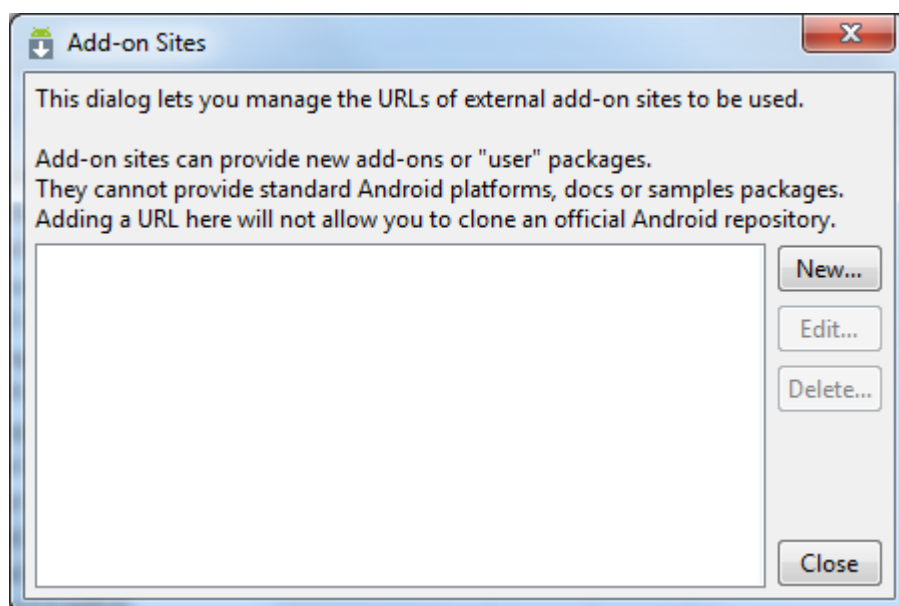 Add-on Sites
This dialog lets you manage the URLs of external add-on sites to be used.
Add-on sites can provide new add-ons or "user" packages.
They cannot provide standard Android platforms, docs or samples packages.
Adding a URL here will not allow you to clone an official Android repository.
New...
Edit...
Delete...
Close